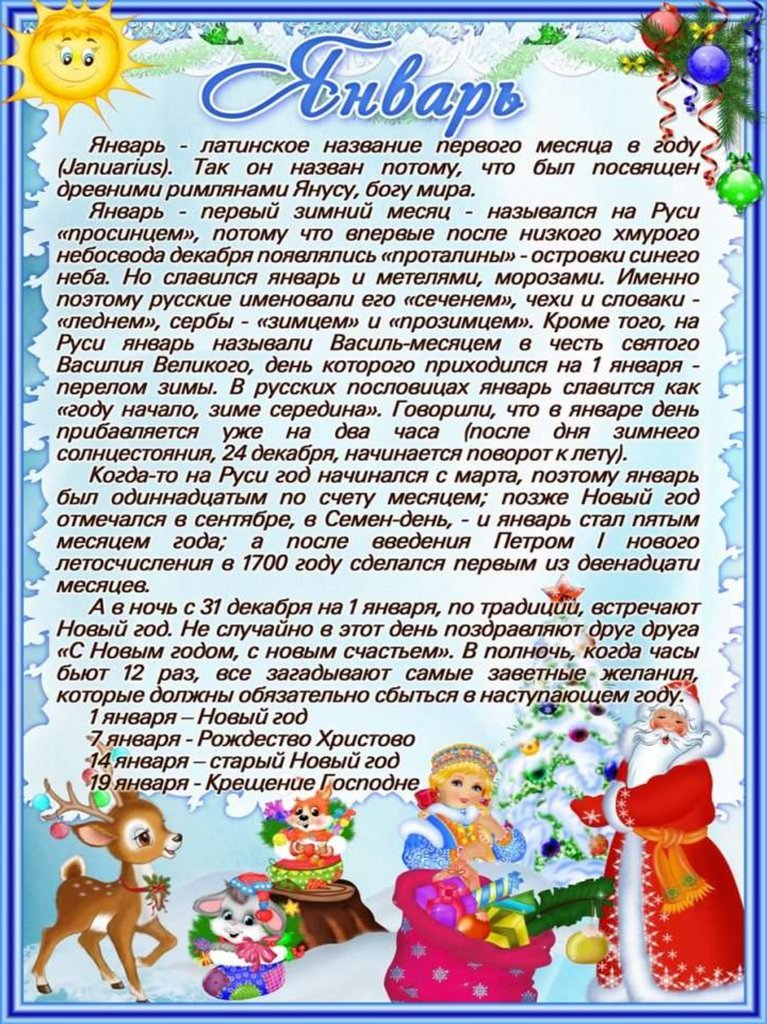 Январь
Январь - латинское название первого месяца в году
(Januarius). Так он назван потому, что был посвящен
древними римлянами Янусу, богу мира.
Январь - первый зимний месяц - назывался на Руси
«просинцем», потому что впервые после низкого хмурого
небосвода декабря появлялись «проталины» - островки синего
неба. Но славился январь и метелями, морозами. Именно
поэтому русские именовали его «сеченем», чехи и словаки -
«леднем», сербы - «зимцем» и «прозимцем». Кроме того, на
Руси январь называли Василь-месяцем в честь святого
Василия Великого, день которого приходился на 1 января -
перелом зимы. В русских пословицах январь славится как
«году начало, зиме середина». Говорили, что в январе день
прибавляется уже на два часа (после дня зимнего
солнцестояния, 24 декабря, начинается поворот к лету).
Когда-то на Руси год начинался с марта, поэтому январь
был одиннадцатым по счету месяцем; позже Новый год
отмечался в сентябре, в Семен-день, - и январь стал пятым
месяцем года; а после введения Петром I нового
летосчисления в 1700 году сделался первым из двенадцати
месяцев.
А в ночь с 31 декабря на 1 января, по традиции, встречают
Новый год. Не случайно в этот день поздравляют друг друга
«С Новым годом, с новым счастьем». В полночь, когда часы
бьют 12 раз, все загадывают самые заветные желания,
которые должны обязательно сбыться в наступающем году.
1 января – Новый год
7 января - Рождество Христово
14 января – старый Новый год
19 января - Крещение Господне